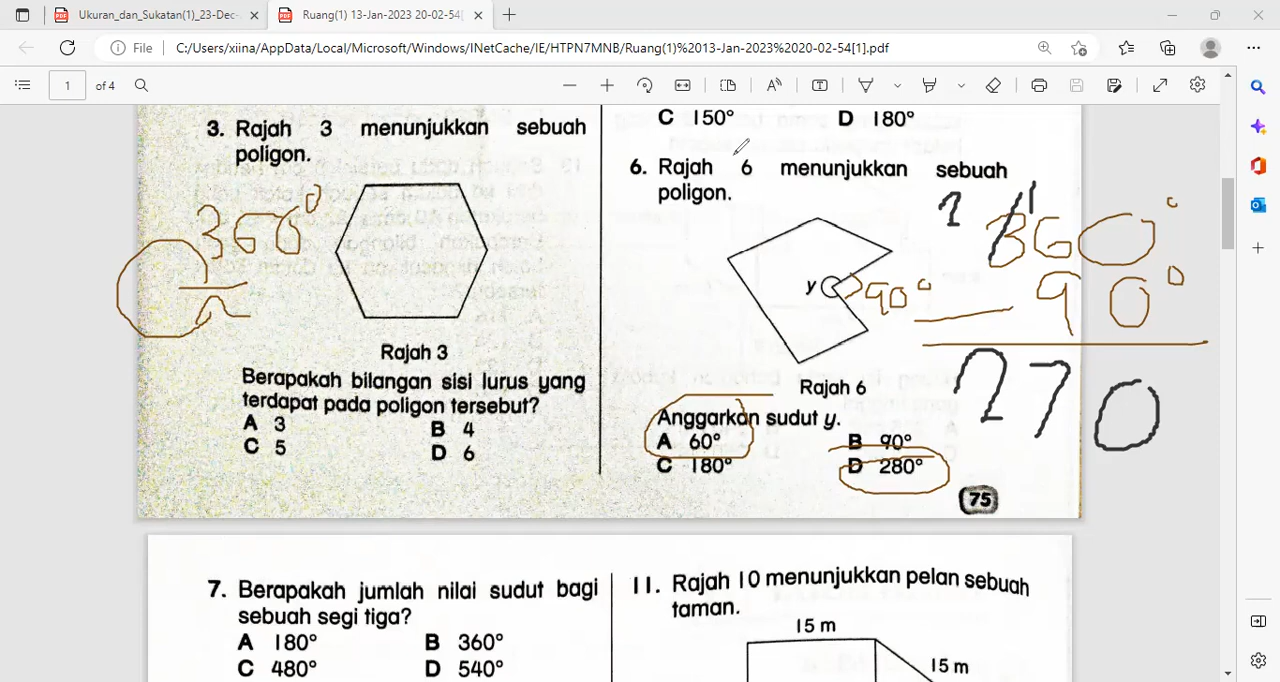 Ukuran_dan_Sukatan(1)_23-Dec-
Ruang(1) 13-Jan-2023 20-02-54[
File
C:/Users/xiina/AppData/Local/Microsoft/Windows/INetCache/IE/HTPN7MNB/Ruang(1)%2013-Jan-2023%2020-02-54[1].pdf
1 of 4
3. Rajah 3 menunjukkan sebuah
poligon.
360°
Rajah 3
Berapakah bilangan sisi lurus yang
terdapat pada poligon tersebut?
A 3
B 4
C 5
D 6
C 150°
D 180°
6. Rajah 6 menunjukkan sebuah
poligon.
y
90°
Rajah 6
Anggarkan sudut y.
A 60°
B 90°
C 180°
D 280°
360°
90°
270
75
7. Berapakah jumlah nilai sudut bagi
sebuah segi tiga?
A 180°
B 360°
C 480°
D 540°
11. Rajah 10 menunjukkan pelan sebuah
taman.
15 m
15 m